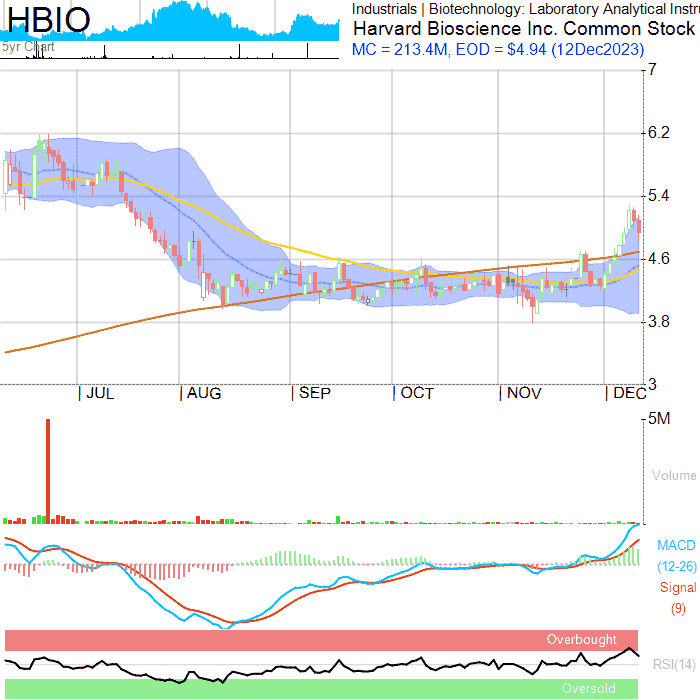 HBIO
5yr Chart
Industrials | Biotechnology: Laboratory Analytical Instru
Harvard Bioscience Inc. Common Stock
MC = 213.4M, EOD = $4.94 (12Dec2023)
7
6.2
5.4
4.6
3.8
3
| JUL | AUG | SEP | OCT | NOV | DEC
5M
Volume
MACD
(12-26)
Signal
(9)
Overbought
RSI(14)
Oversold